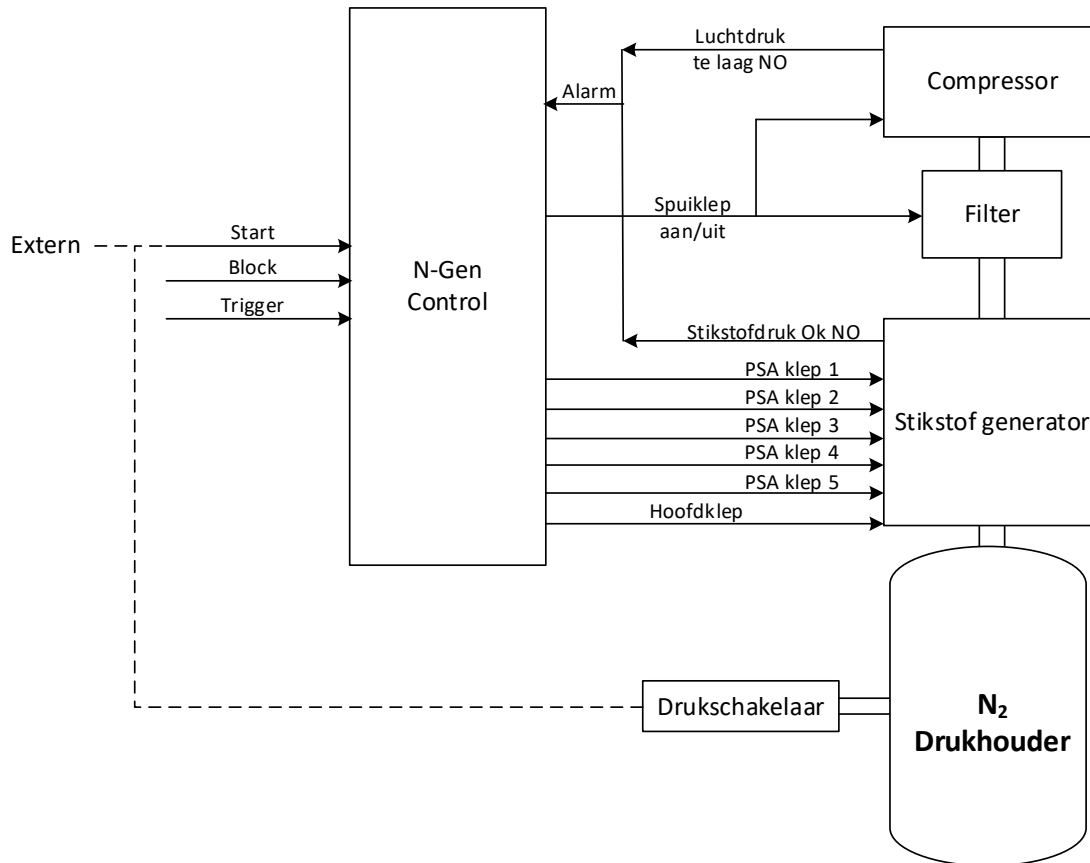 Luchtdruk
te laag NO
Compressor
Alarm
Spuiklep
aan/uit
Filter
Extern
Start
Block
Trigger
N-Gen
Control
Stikstofdruk Ok NO
PSA klep 1
PSA klep 2
PSA klep 3
PSA klep 4
PSA klep 5
Hoofdklep
Stikstof generator
Drukschakelaar
N₂
Drukhouder